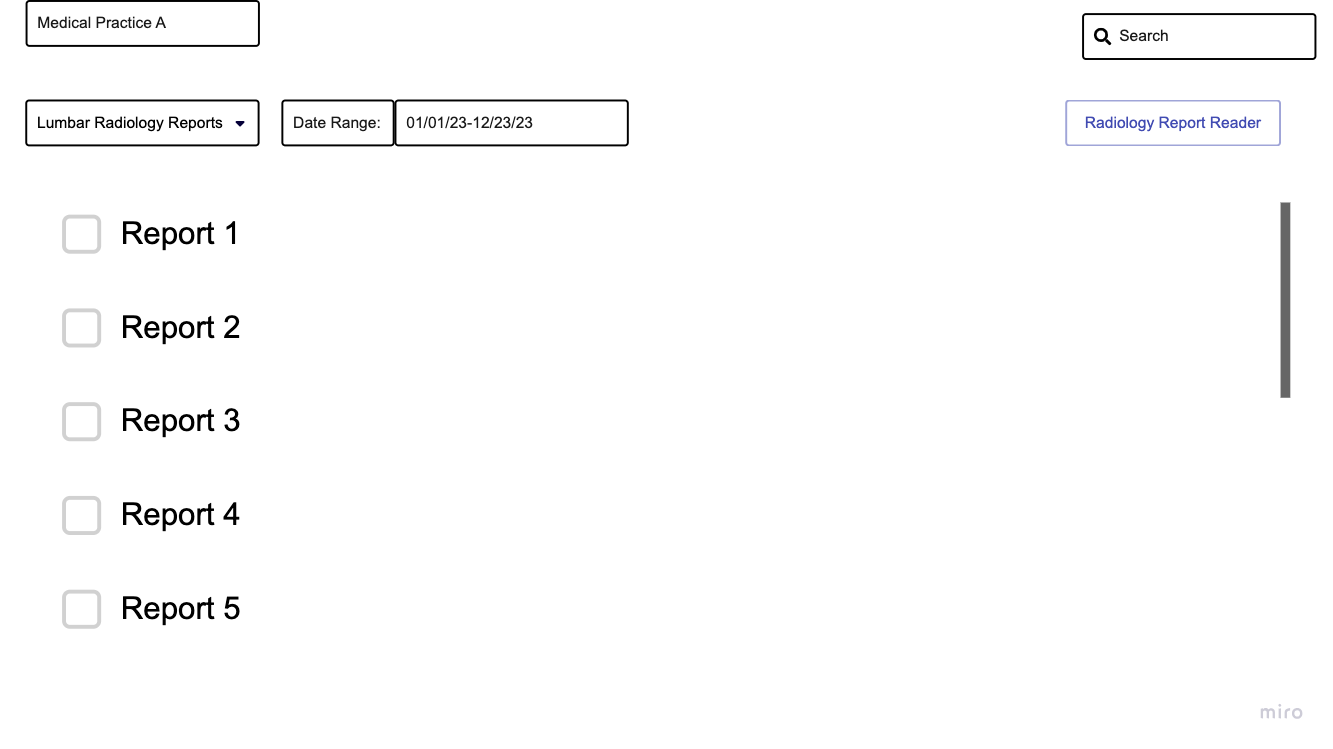 Medical Practice A
Search
Lumbar Radiology Reports
Date Range:
01/01/23-12/23/23
Radiology Report Reader
Report 1
Report 2
Report 3
Report 4
Report 5
miro